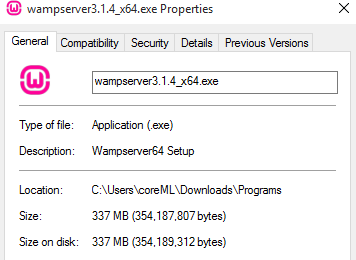 wampserver3.1.4_x64.exe Properties
General Compatibility Security Details Previous Versions
wampserver3.1.4_x64.exe
Type of file: Application (.exe)
Description: Wampserver64 Setup
Location: C:\Users\coreML\Downloads\Programs
Size: 337 MB (354,187,807 bytes)
Size on disk: 337 MB (354,189,312 bytes)